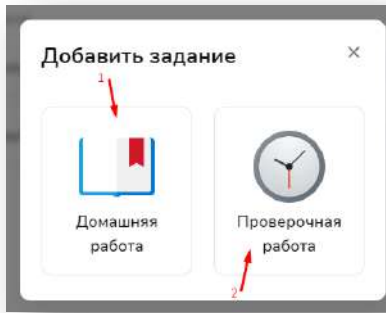 Добавить задание ×
1
Домашняя
работа
Проверочная
работа
2